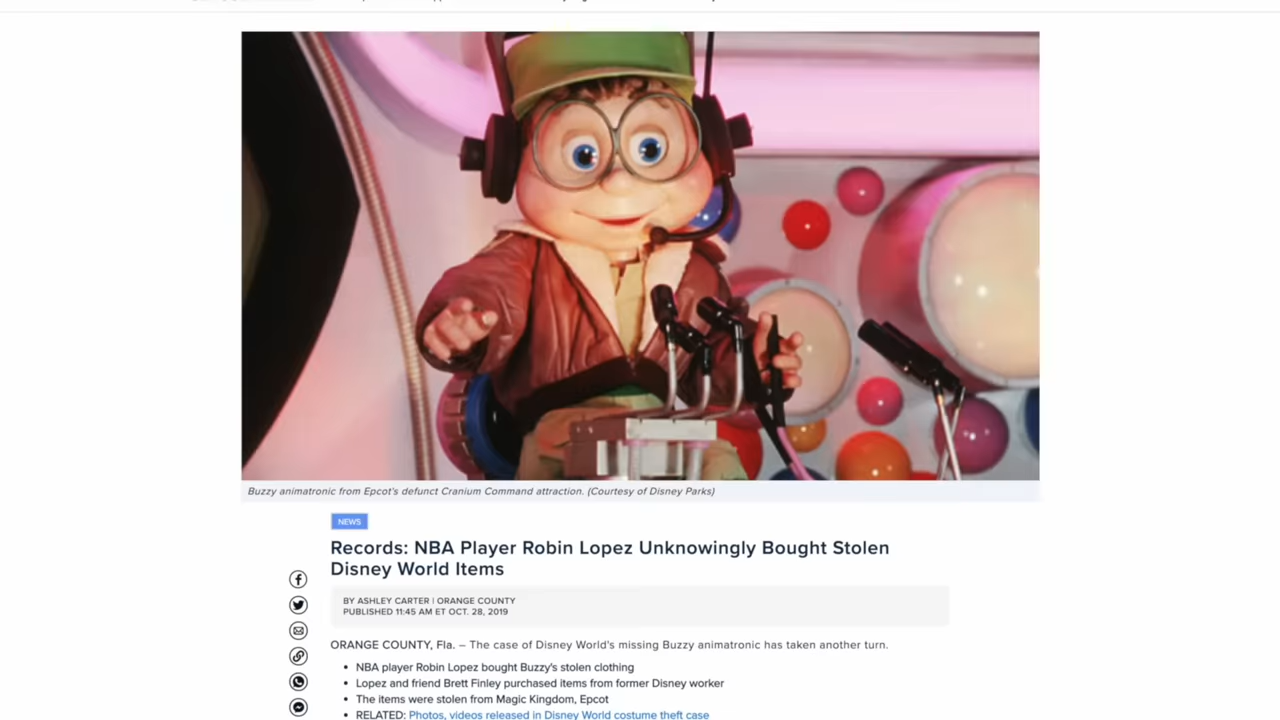 Buzzy animatronic from Epcot's defunct Cranium Command attraction. (Courtesy of Disney Parks)
NEWS
Records: NBA Player Robin Lopez Unknowingly Bought Stolen
Disney World Items
BY ASHLEY CARTER | ORANGE COUNTY
PUBLISHED 11:45 AM ET OCT. 28, 2019
ORANGE COUNTY, Fla. – The case of Disney World's missing Buzzy animatronic has taken another turn.
• NBA player Robin Lopez bought Buzzy's stolen clothing
• Lopez and friend Brett Finley purchased items from former Disney worker
• The items were stolen from Magic Kingdom, Epcot
• RELATED: Photos, videos released in Disney World costume theft case